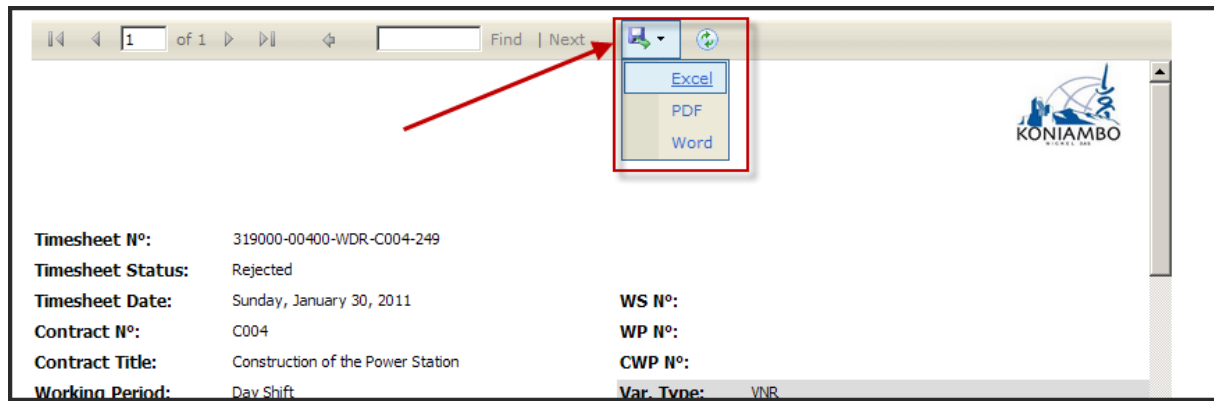 1 of 1 Find | Next
Excel
PDF
Word
KONIAMBO
NICKEL SAS
Timesheet Nº: 319000-00400-WDR-C004-249
Timesheet Status: Rejected
Timesheet Date: Sunday, January 30, 2011 WS Nº:
Contract Nº: C004 WP Nº:
Contract Title: Construction of the Power Station CWP Nº:
Working Period: Day Shift Var. Type: VNR